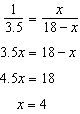 1/3.5 = x/(18 − x)
3.5x = 18 − x
4.5x = 18
x = 4